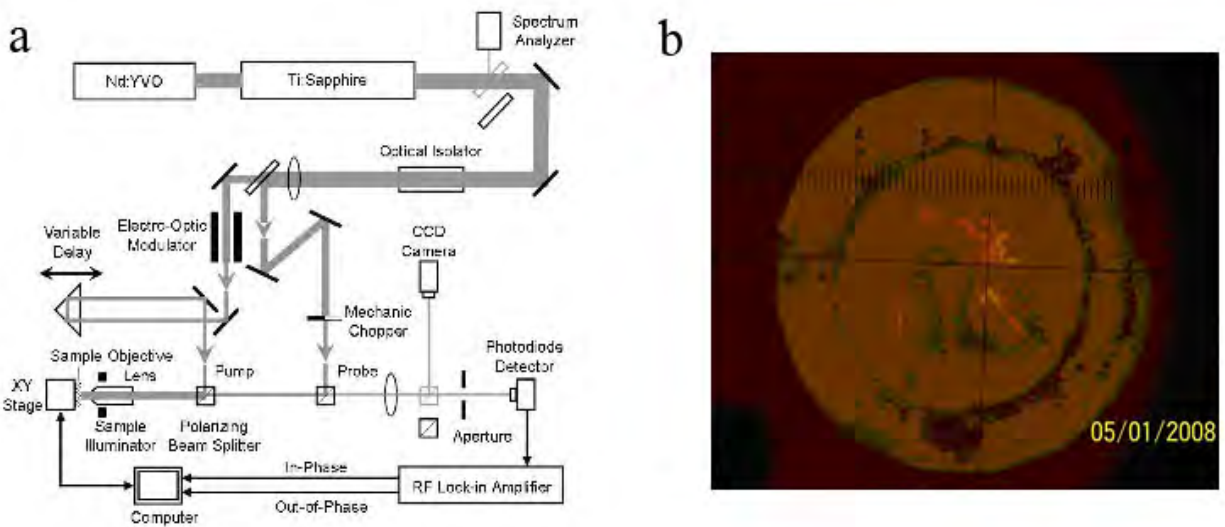 a
b
Spectrum
Analyzer
Nd:YVO
Ti:Sapphire
Optical Isolator
Electro-Optic
Modulator
CCD
Camera
Variable
Delay
Mechanic
Chopper
Photodiode
Detector
Sample
Objective
Lens
Pump
Probe
XY
Stage
Sample
Illuminator
Polarizing
Beam Splitter
Aperture
05/01/2008
In-Phase
RF Lock-in Amplifier
Out-of-Phase
Computer